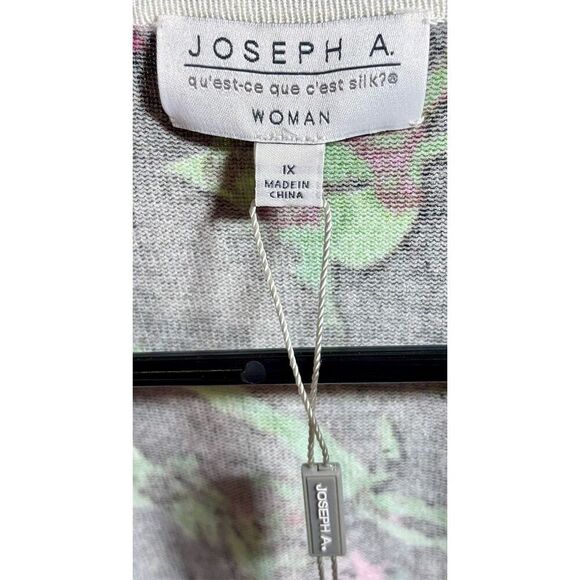 JOSEPH A.
qu'est-ce que c'est silk?®
WOMAN
1X
MADE IN
CHINA
JOSEPH A.